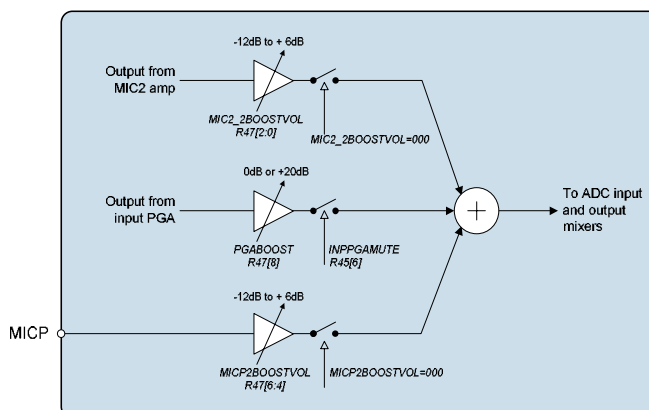 -12dB to + 6dB
Output from
MIC2 amp
MIC2_2BOOSTVOL
R47[2:0]
MIC2_2BOOSTVOL=000
0dB or +20dB
Output from
input PGA
PGABOOST
R47[8]
INPPGAMUTE
R45[6]
+
To ADC input
and output
mixers
-12dB to + 6dB
MICP
MICP2BOOSTVOL
R47[6:4]
MICP2BOOSTVOL=000